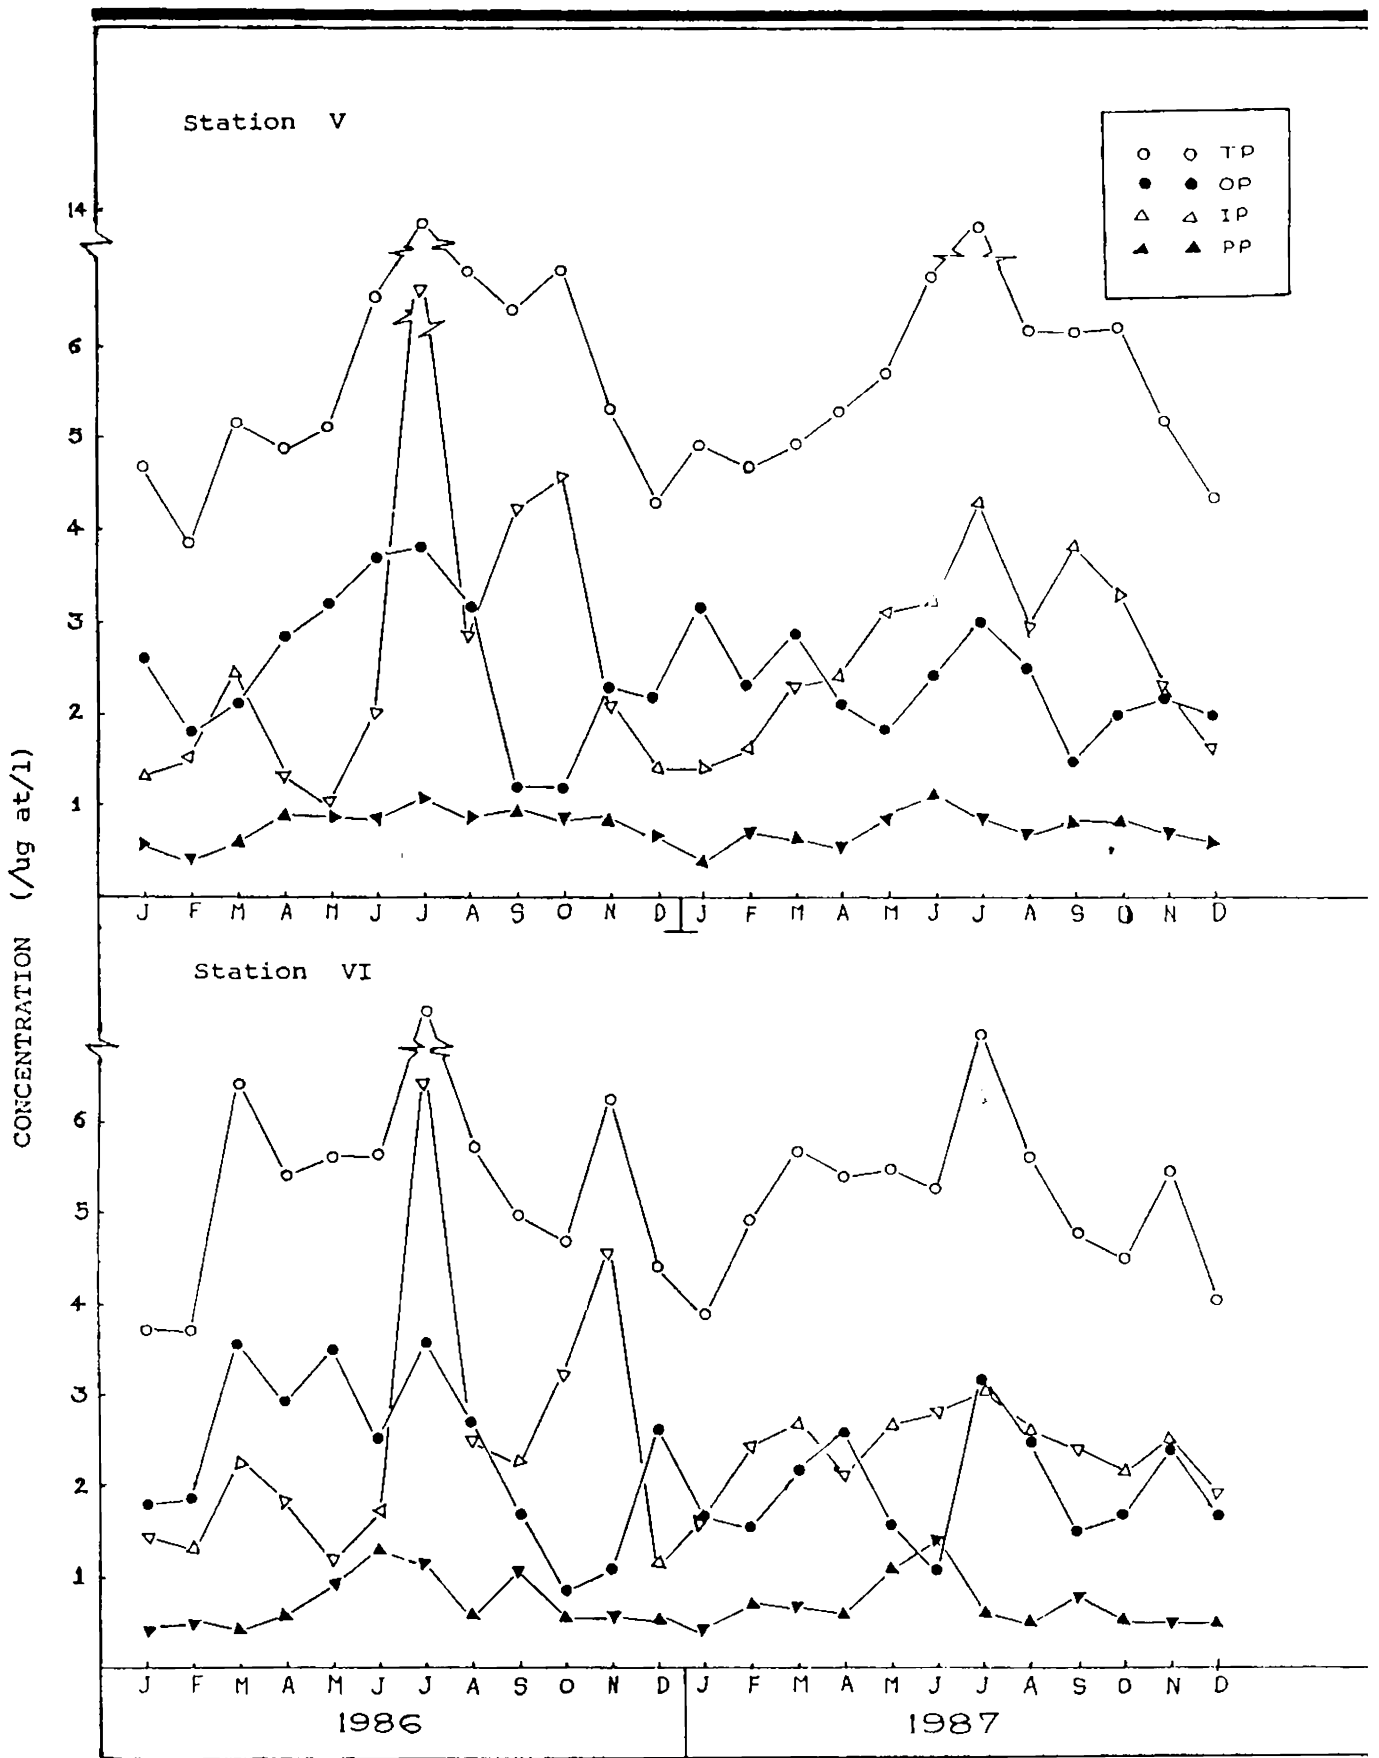 Station V
TP
OP
IP
PP
14
6
5
4
3
2
1
J F M A M J J A S O N D J F M A M J J A S O N D
CONCENTRATION (/ug at/l)
Station VI
6
5
4
3
2
1
J F M A M J J A S O N D J F M A M J J A S O N D
1986 1987